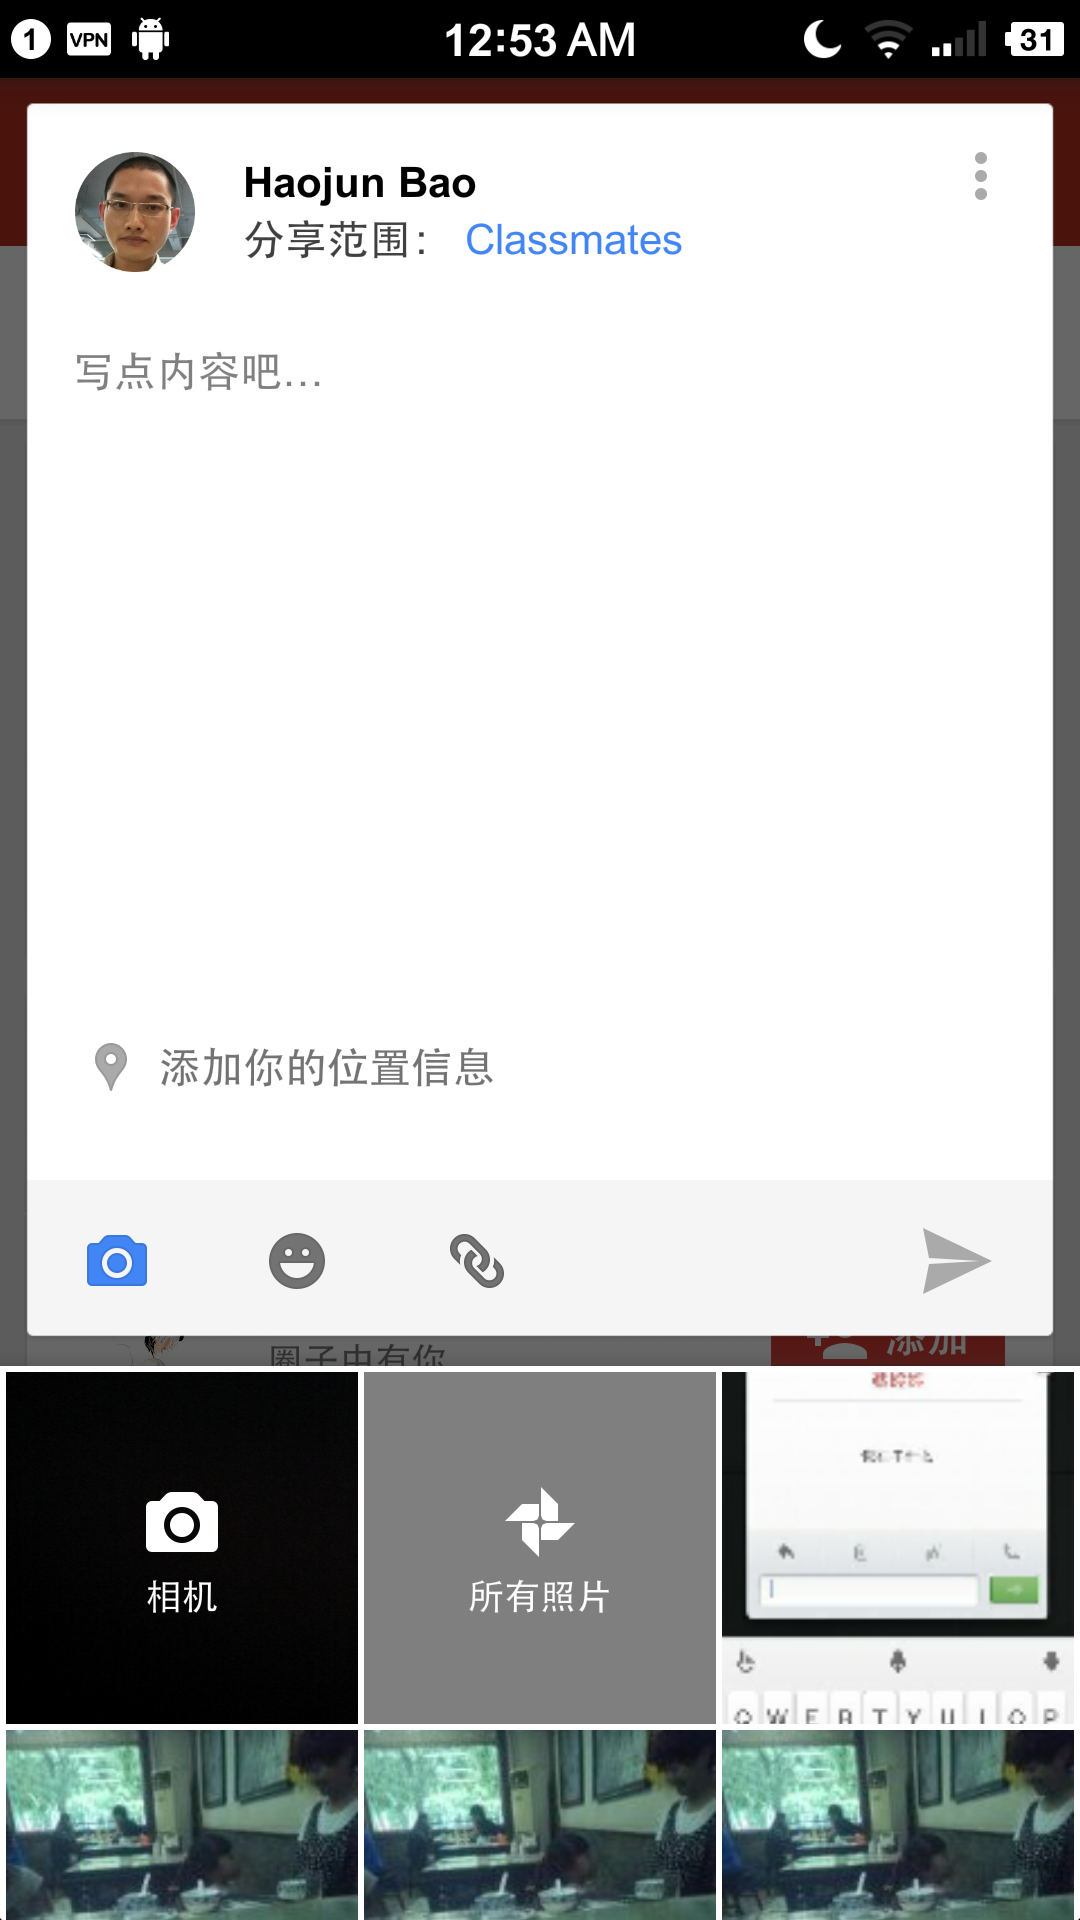 1 VPN 12:53 AM 31
Haojun Bao
分享范围： Classmates
写点内容吧...
添加你的位置信息
圈子中有你
添加
相机
所有照片
Q W E R T Y U I O P